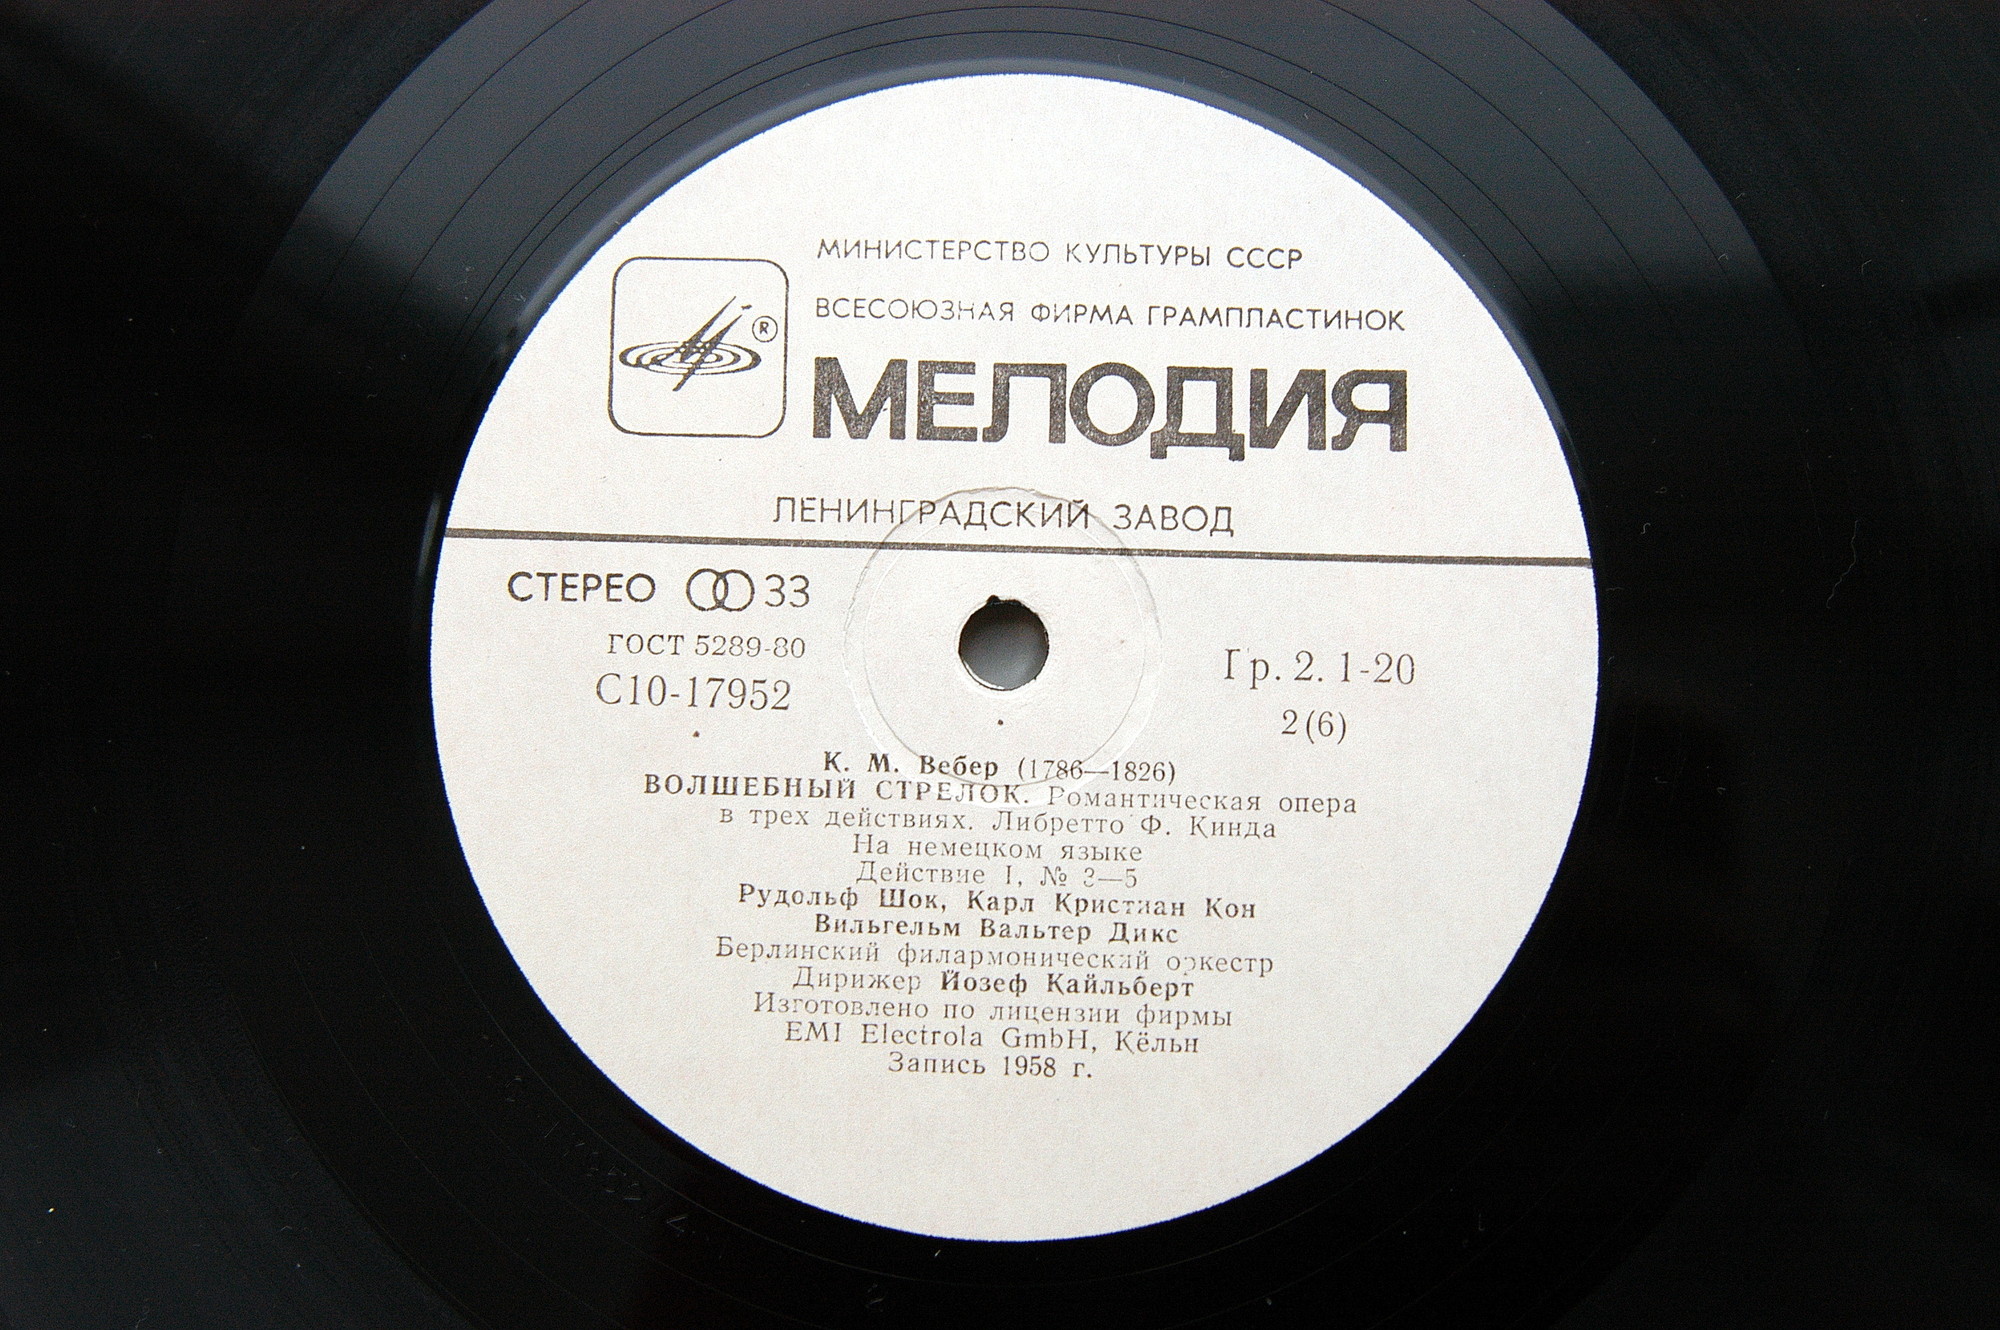 МИНИСТЕРСТВО КУЛЬТУРЫ СССР
ВСЕСОЮЗНАЯ ФИРМА ГРАМПЛАСТИНОК
®
МЕЛОДИЯ
ЛЕНИНГРАДСКИЙ ЗАВОД
СТЕРЕО 33
ГОСТ 5289-80
С10-17952
Гр. 2. 1-20
2(6)
К. М. Вебер (1786—1826)
ВОЛШЕБНЫЙ СТРЕЛОК. Романтическая опера
в трех действиях. Либретто Ф. Кинда
На немецком языке
Действие I, №
Рудольф Шок, Карл Кристиан Кон
Вильгельм Вальтер Дикс
Берлинский филармонический оркестр
Дирижер Йозеф Кайльберт
Изготовлено по лицензии фирмы
EMI Electrola GmbH, Кёльн
Запись 1958 г.